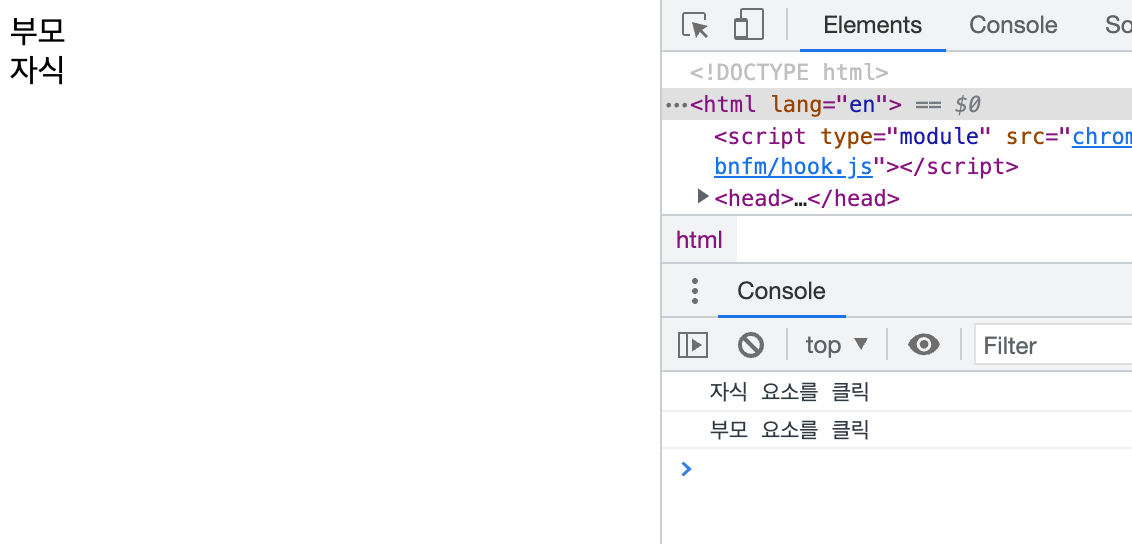 부모
자식
Elements Console So
<!DOCTYPE html>
…<html lang="en"> == $0
<script type="module" src="chrom
bnfm/hook.js"></script>
▶<head>…</head>
html
Console
top ▼ Filter
자식 요소를 클릭
부모 요소를 클릭
>